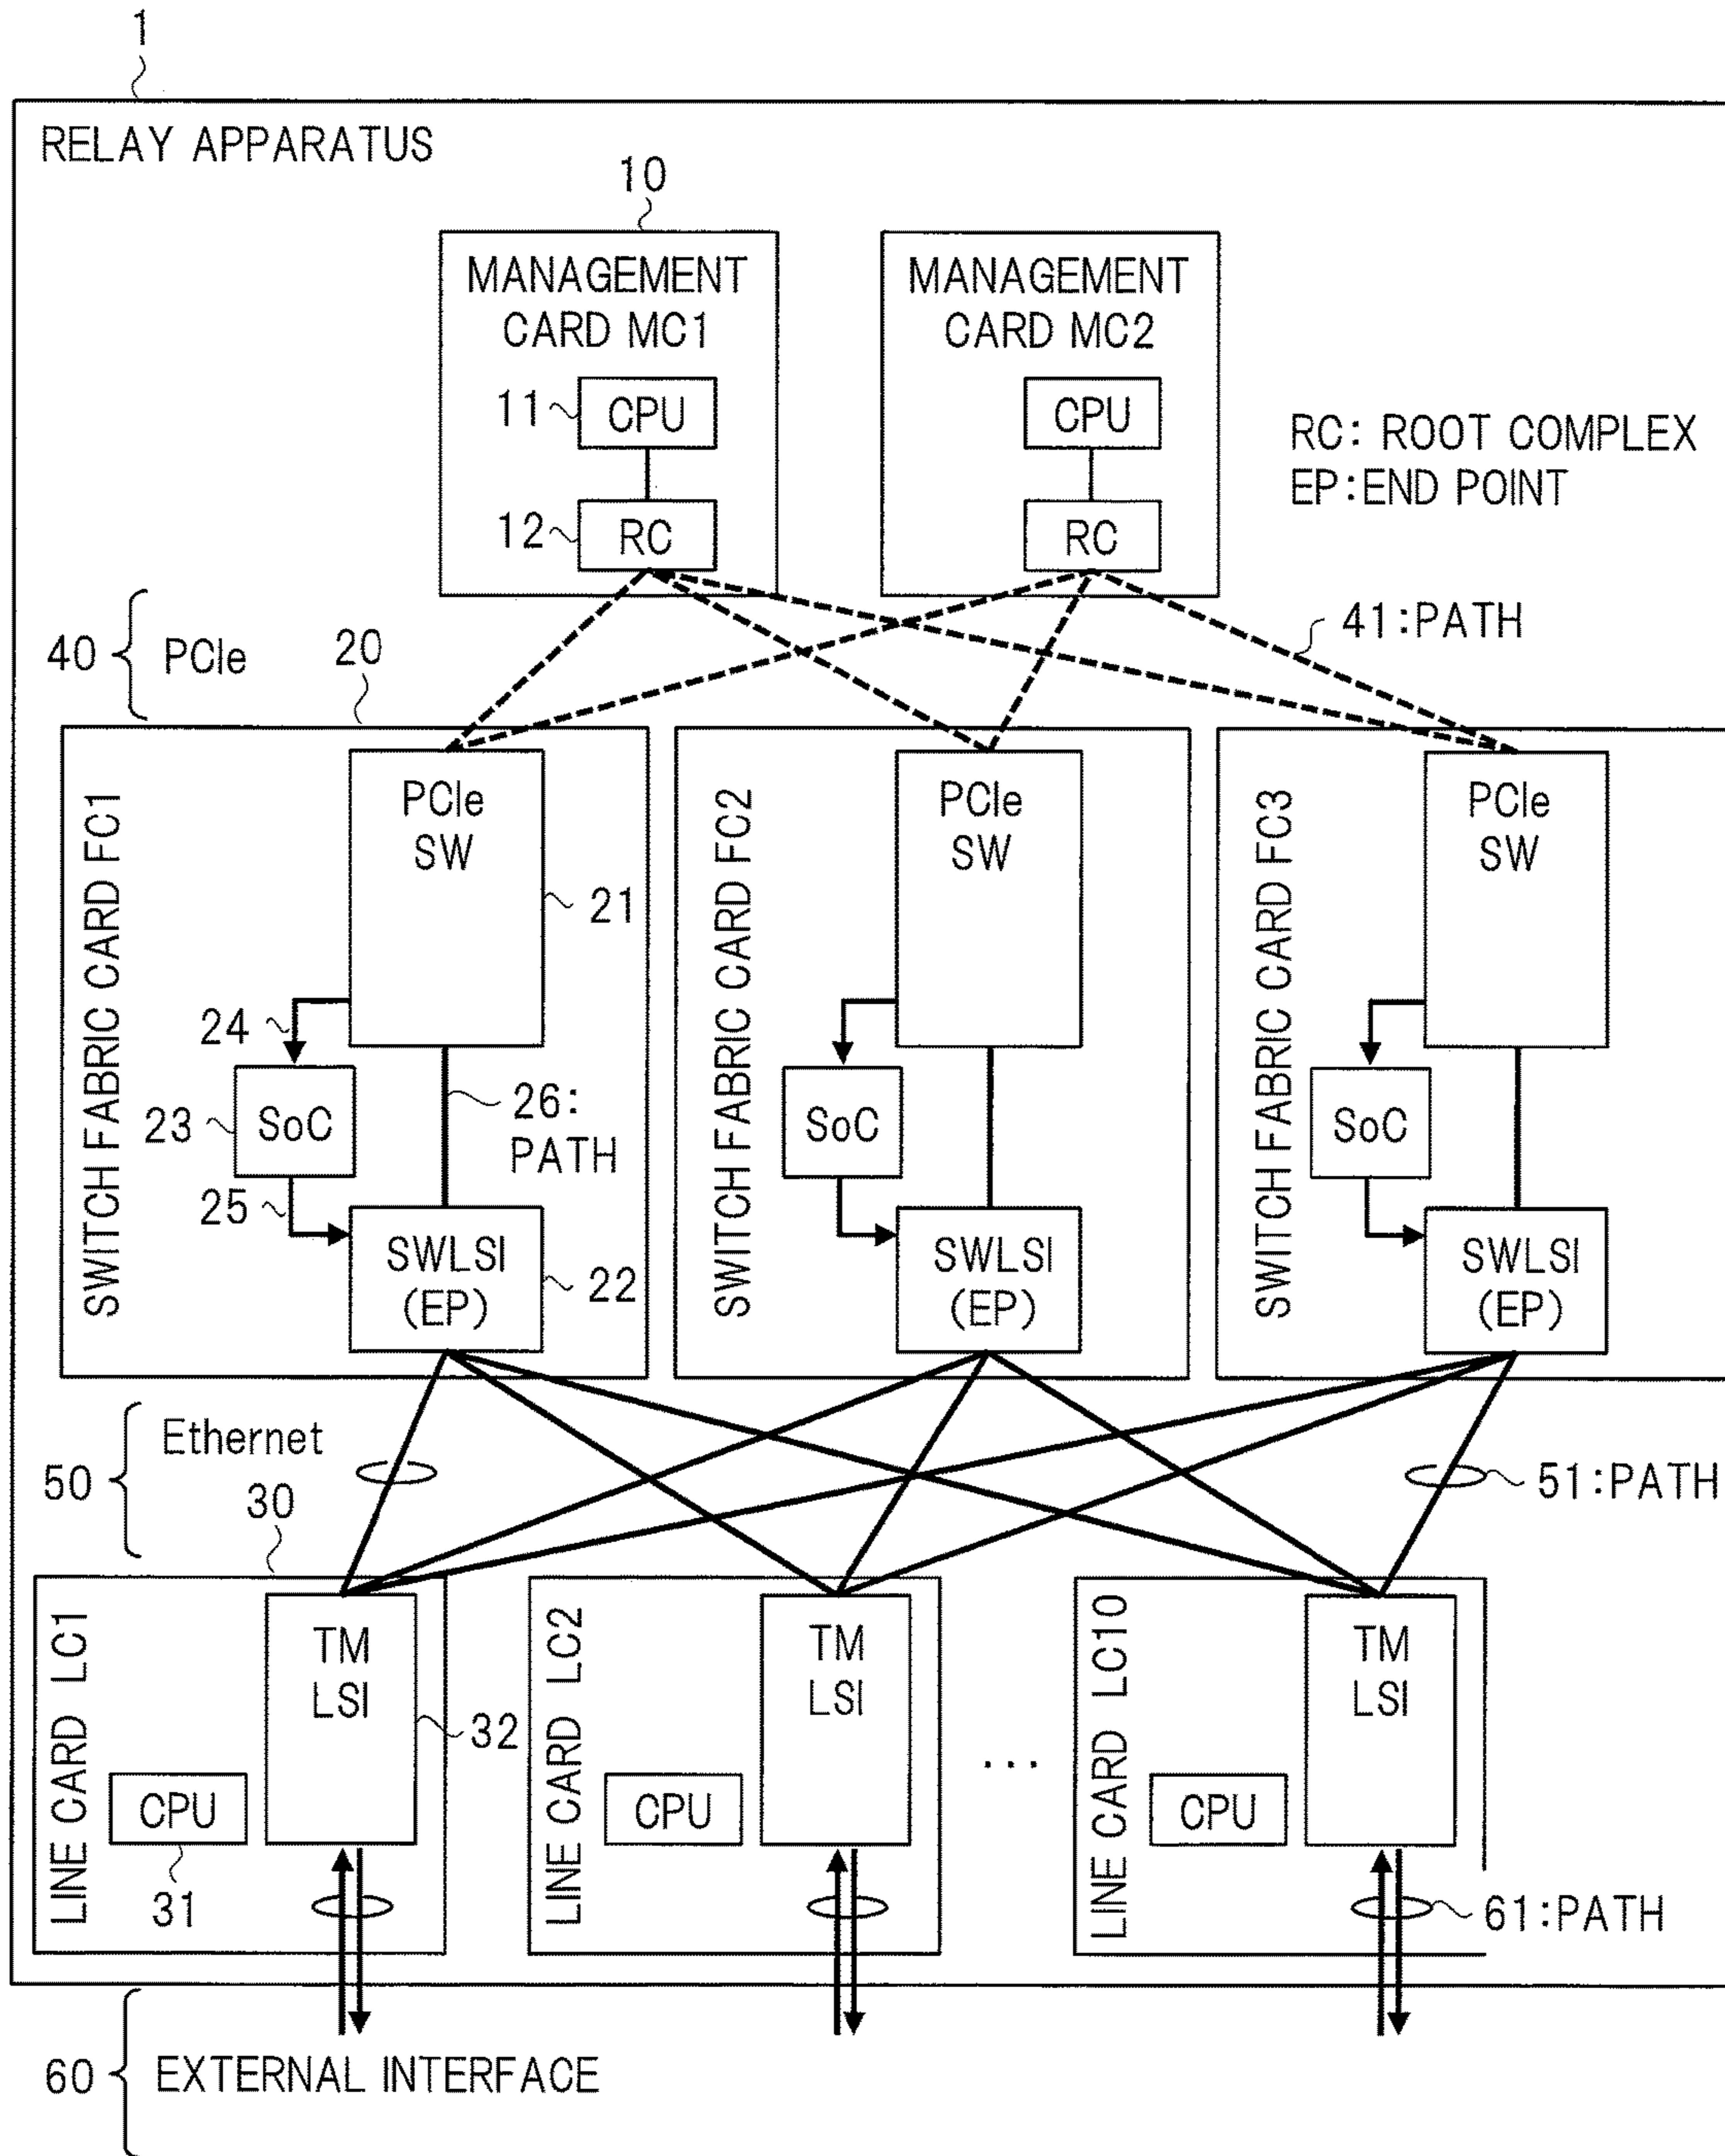 1
RELAY APPARATUS
10
MANAGEMENT
CARD MC1
MANAGEMENT
CARD MC2
11
CPU
CPU
RC: ROOT COMPLEX
EP:END POINT
12
RC
RC
40
PCIe
20
41:PATH
SWITCH FABRIC CARD FC1
PCIe
SW
21
24
23
SoC
26:
PATH
25
SWLSI
(EP)
22
SWITCH FABRIC CARD FC2
PCIe
SW
SoC
SWLSI
(EP)
SWITCH FABRIC CARD FC3
PCIe
SW
SoC
SWLSI
(EP)
50
Ethernet
30
51:PATH
LINE CARD LC1
TM
LSI
32
CPU
31
LINE CARD LC2
TM
LSI
CPU
...
LINE CARD LC10
TM
LSI
CPU
61:PATH
60
EXTERNAL INTERFACE